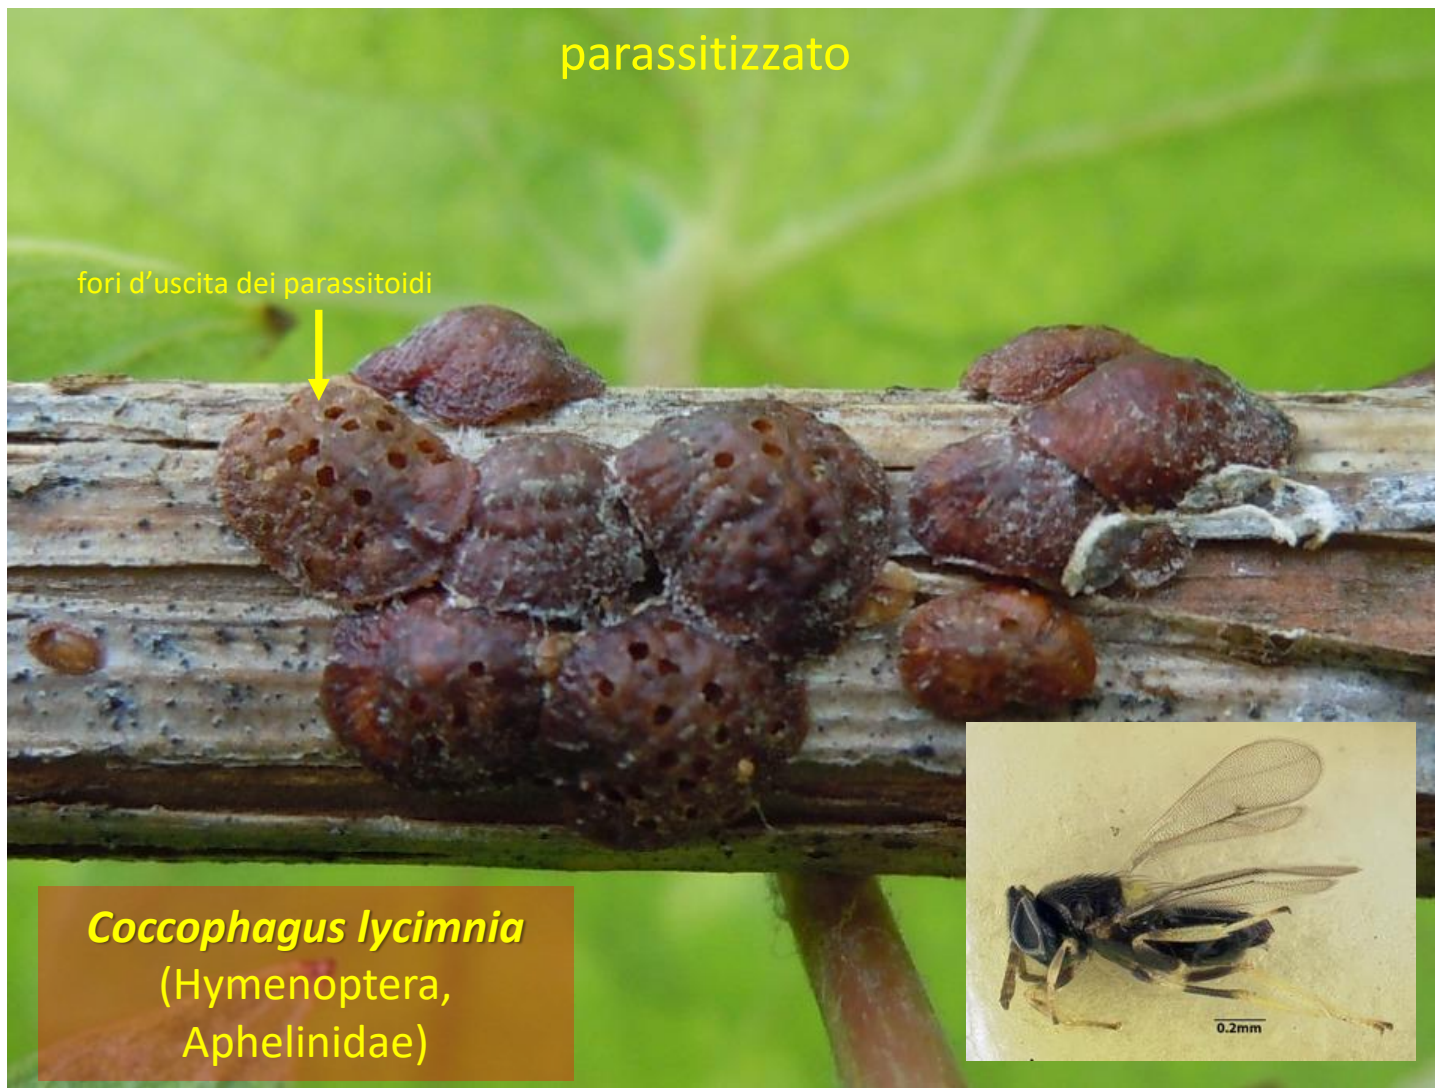 parassitizzato
fori d’uscita dei parassitoidi
Coccophagus lycimnia
(Hymenoptera,
Aphelinidae)
0.2mm